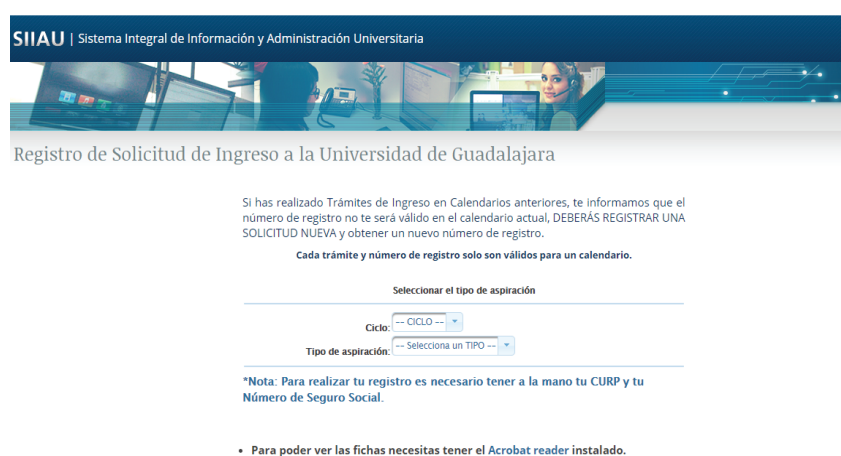 SIIAU | Sistema Integral de Información y Administración Universitaria
Registro de Solicitud de Ingreso a la Universidad de Guadalajara
Si has realizado Trámites de Ingreso en Calendarios anteriores, te informamos que el
número de registro no te será válido en el calendario actual, DEBERÁS REGISTRAR UNA
SOLICITUD NUEVA y obtener un nuevo número de registro.
Cada trámite y número de registro solo son válidos para un calendario.
Seleccionar el tipo de aspiración
Ciclo: -- CICLO --
Tipo de aspiración: -- Selecciona un TIPO --
*Nota: Para realizar tu registro es necesario tener a la mano tu CURP y tu
Número de Seguro Social.
• Para poder ver las fichas necesitas tener el Acrobat reader instalado.